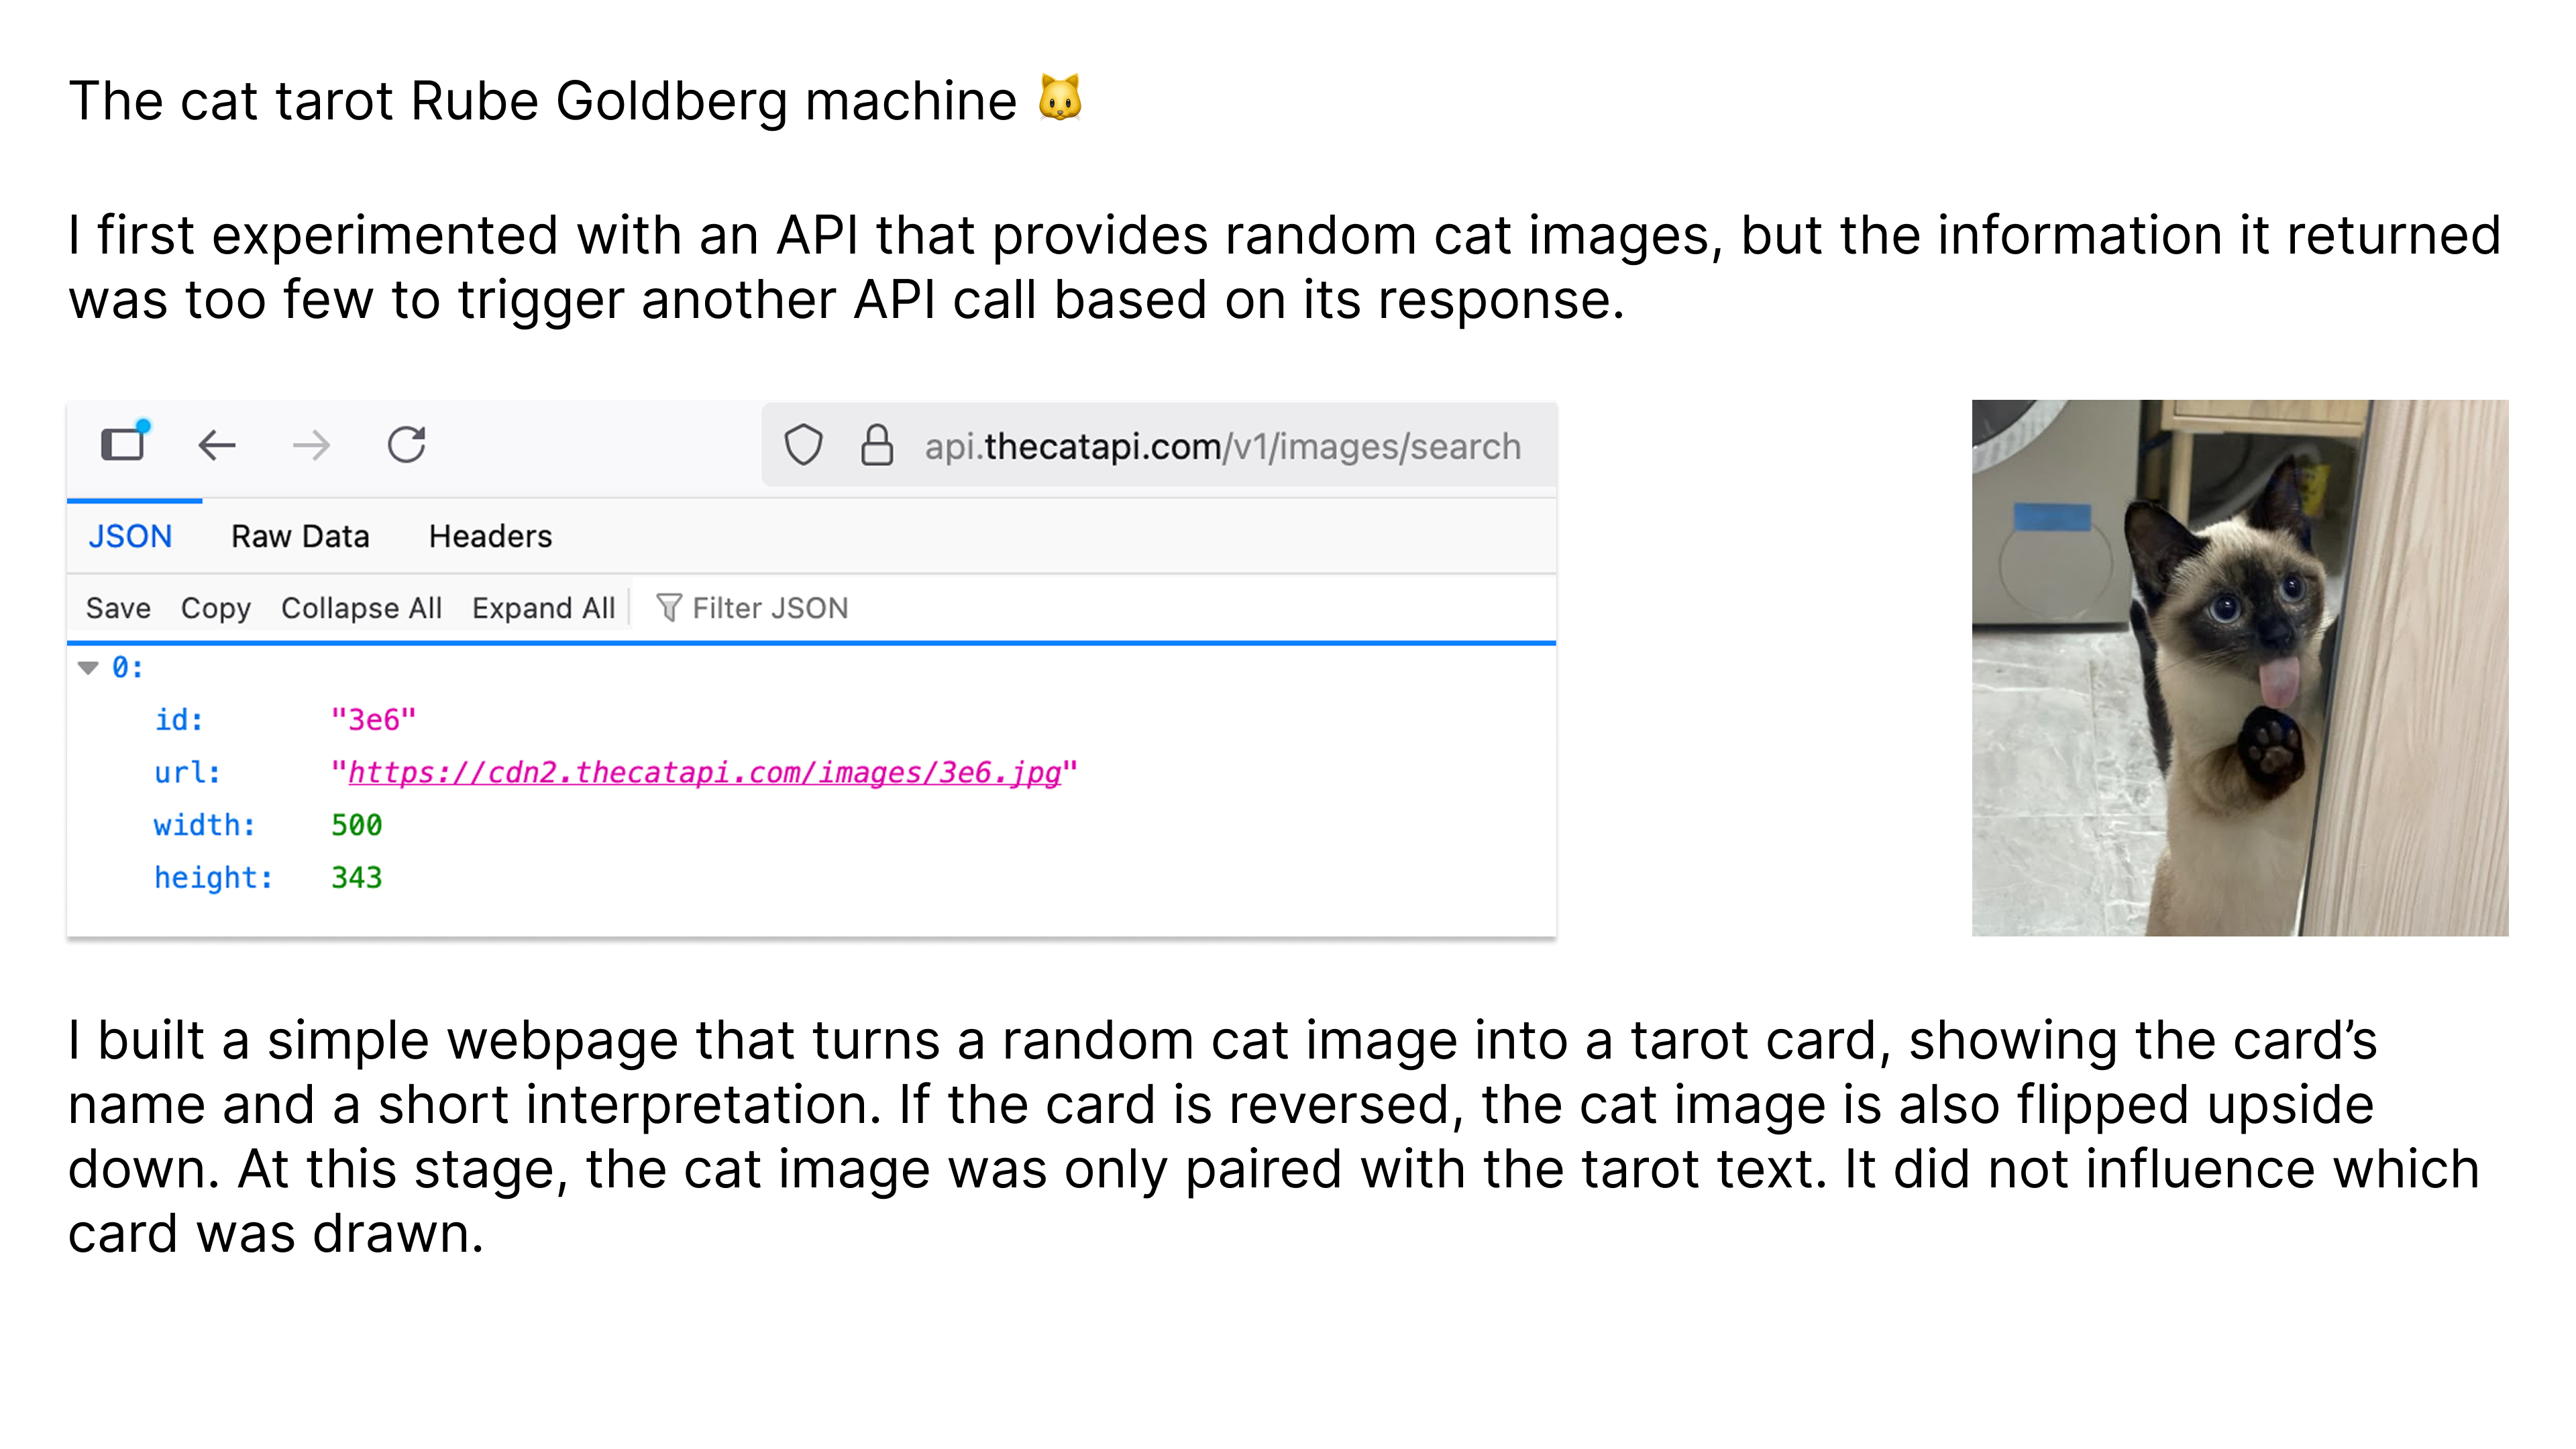 The cat tarot Rube Goldberg machine 🐱
I first experimented with an API that provides random cat images, but the information it returned
was too few to trigger another API call based on its response.
api.thecatapi.com/v1/images/search
JSON Raw Data Headers
Save Copy Collapse All Expand All Filter JSON
0:
id: "3e6"
url: "https://cdn2.thecatapi.com/images/3e6.jpg"
width: 500
height: 343
I built a simple webpage that turns a random cat image into a tarot card, showing the card’s
name and a short interpretation. If the card is reversed, the cat image is also flipped upside
down. At this stage, the cat image was only paired with the tarot text. It did not influence which
card was drawn.